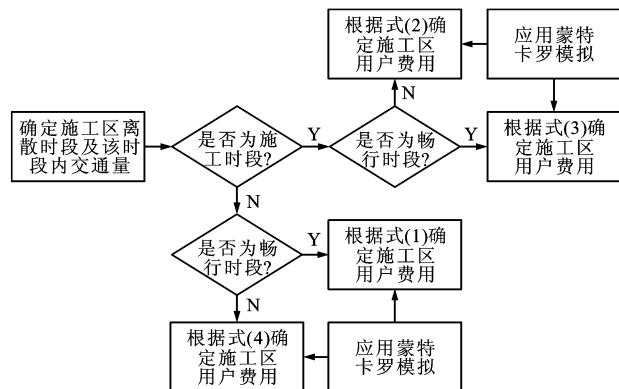 根据式(2)确
定施工区
用户费用
应用蒙特
卡罗模拟
N
确定施工区离
散时段及该时
段内交通量
是否为施
工时段?
Y
是否为畅
行时段?
Y
根据式(3)确
定施工区
用户费用
N
是否为畅
行时段?
Y
根据式(1)确
定施工区
用户费用
N
根据式(4)确
定施工区
用户费用
应用蒙特
卡罗模拟